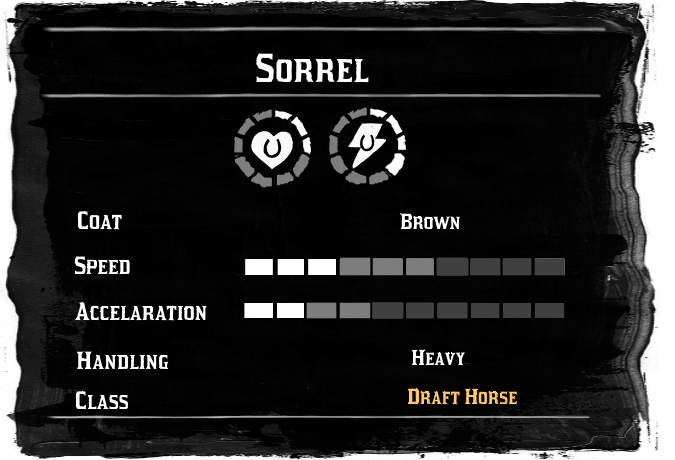 Sorrel
Coat Brown
Speed
Accelaration
Handling Heavy
Class Draft Horse